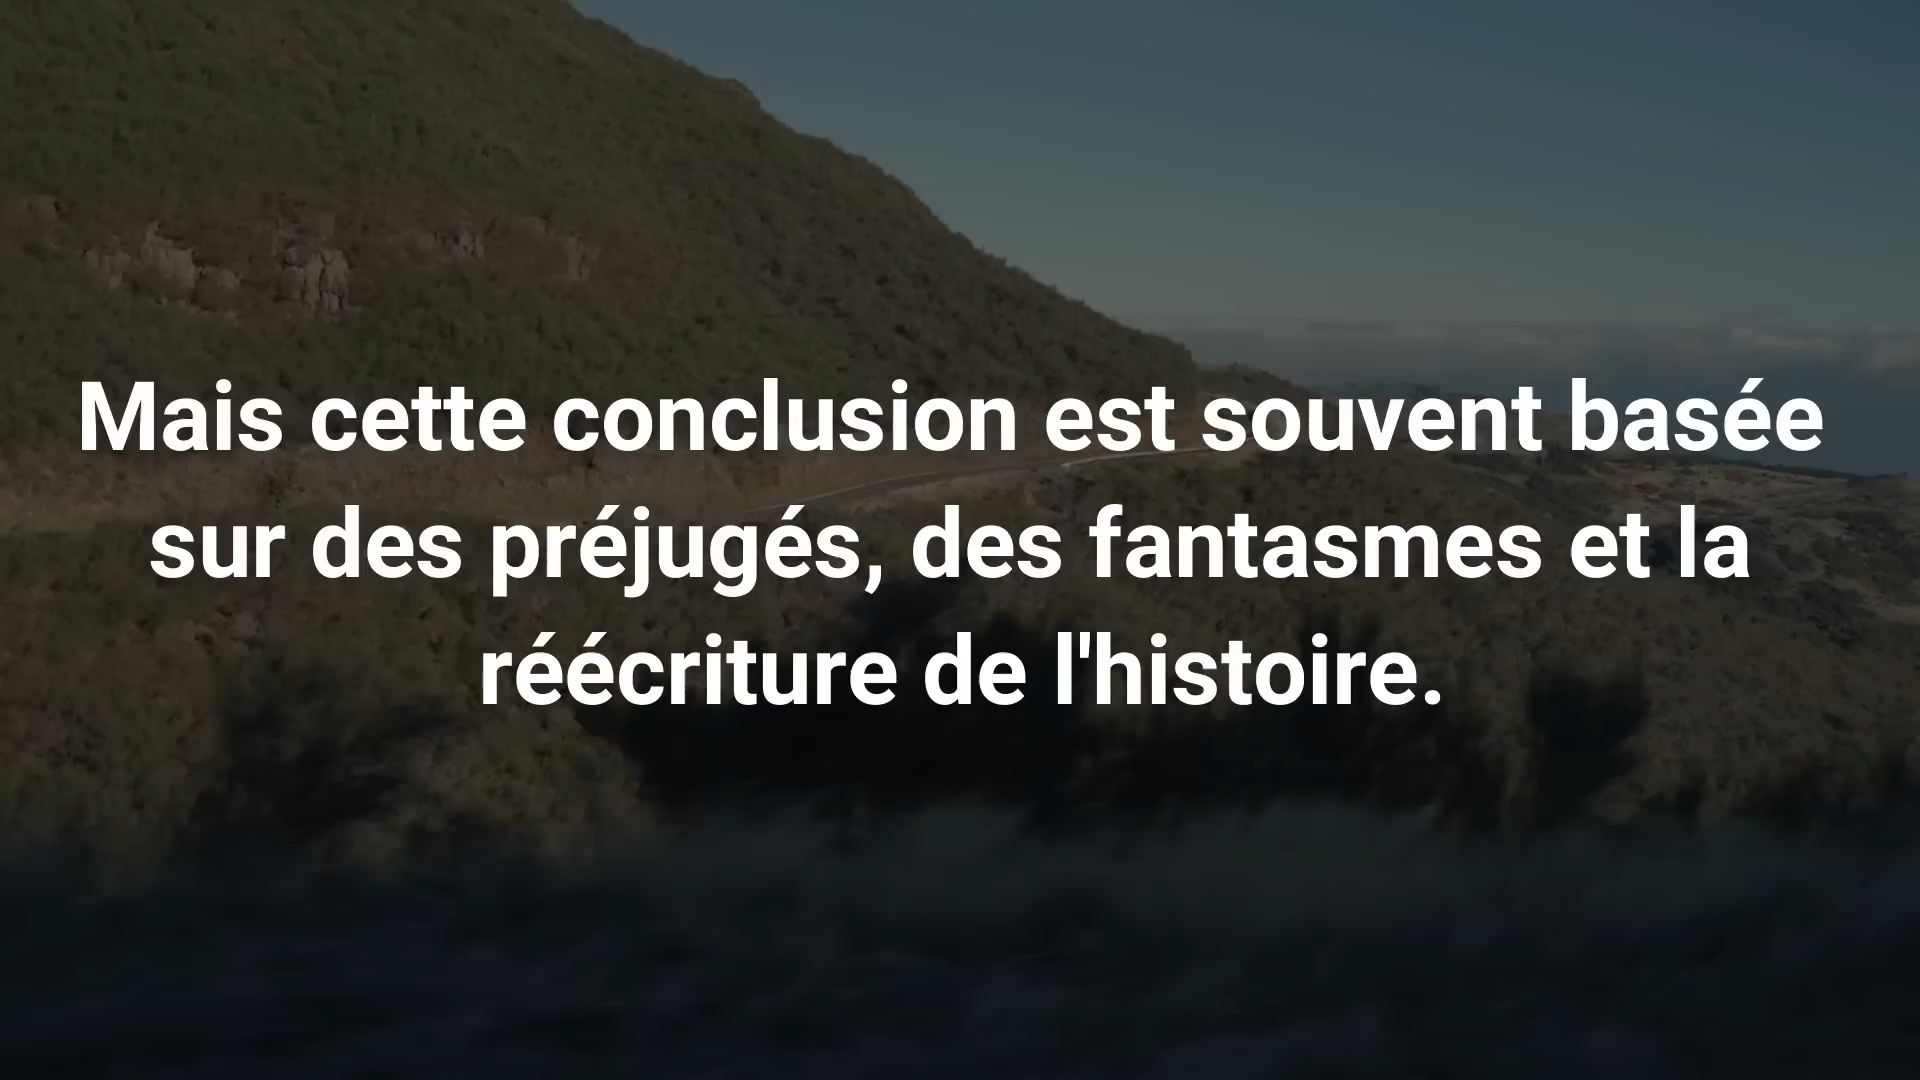 Mais cette conclusion est souvent basée
sur des préjugés, des fantasmes et la
réécriture de l'histoire.